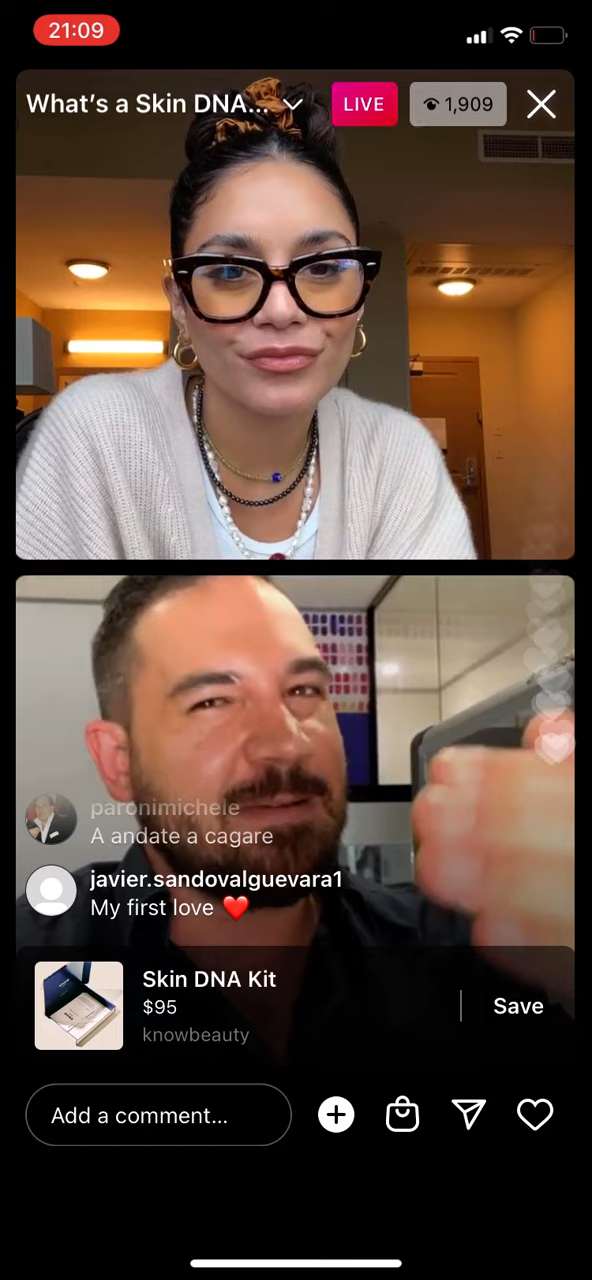 21:09
What's a Skin DNA...
LIVE
1,909
paronimichele
A andate a cagare
javier.sandovalguevara1
My first love ❤️
Skin DNA Kit
$95
Save
knowbeauty
Add a comment...